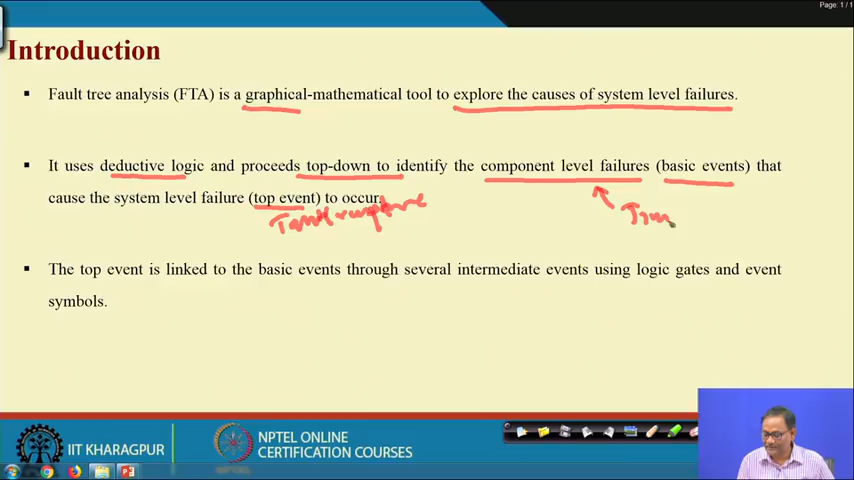 Page: 1 / 1
Introduction
▪ Fault tree analysis (FTA) is a graphical-mathematical tool to explore the causes of system level failures.
▪ It uses deductive logic and proceeds top-down to identify the component level failures (basic events) that
cause the system level failure (top event) to occur.
Tank rupture
▪ The top event is linked to the basic events through several intermediate events using logic gates and event
symbols.
IIT KHARAGPUR
NPTEL ONLINE
CERTIFICATION COURSES
NPTEL